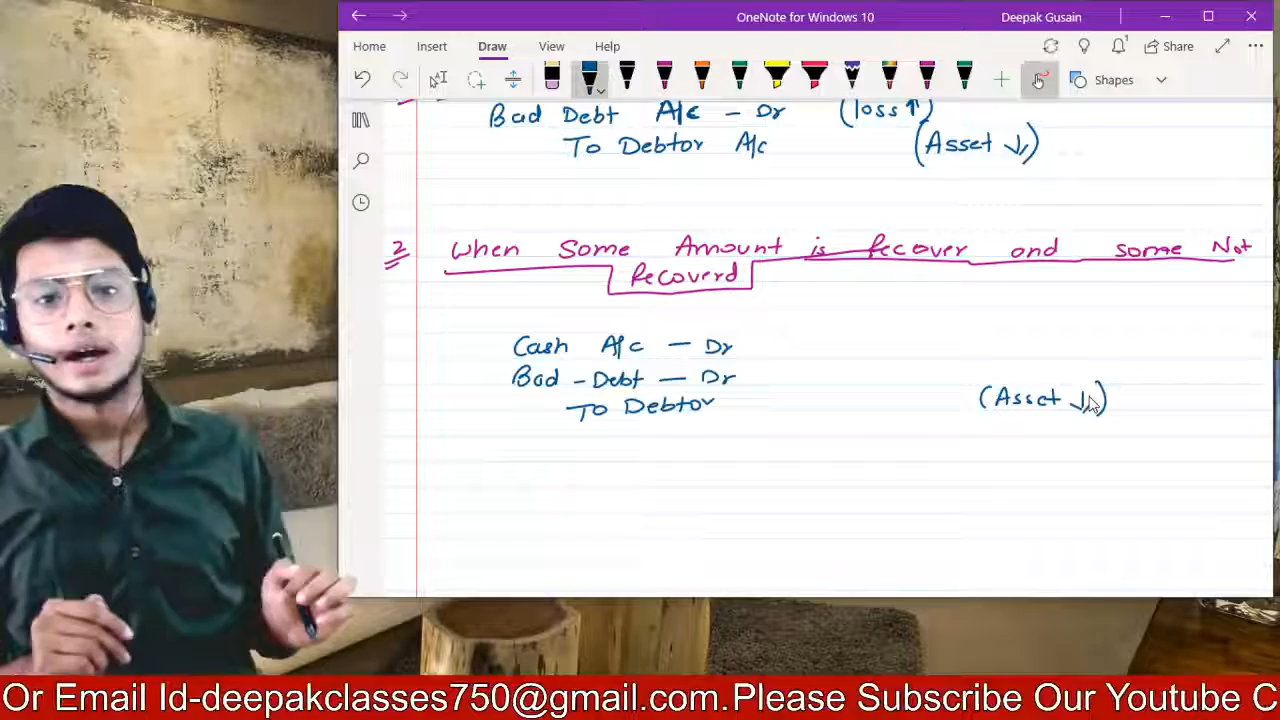 OneNote for Windows 10 Deepak Gusain
Home Insert Draw View Help Share
Shapes
Bad Debt A/c - Dr (loss ↑)
To Debtor A/c (Asset ↓)
2 When Some Amount is Recover and some Not
Recoverd
Cash A/c - Dr
Bad - Debt - Dr
To Debtor (Asset ↓)
Or Email Id-deepakclasses750@gmail.com.Please Subscribe Our Youtube C